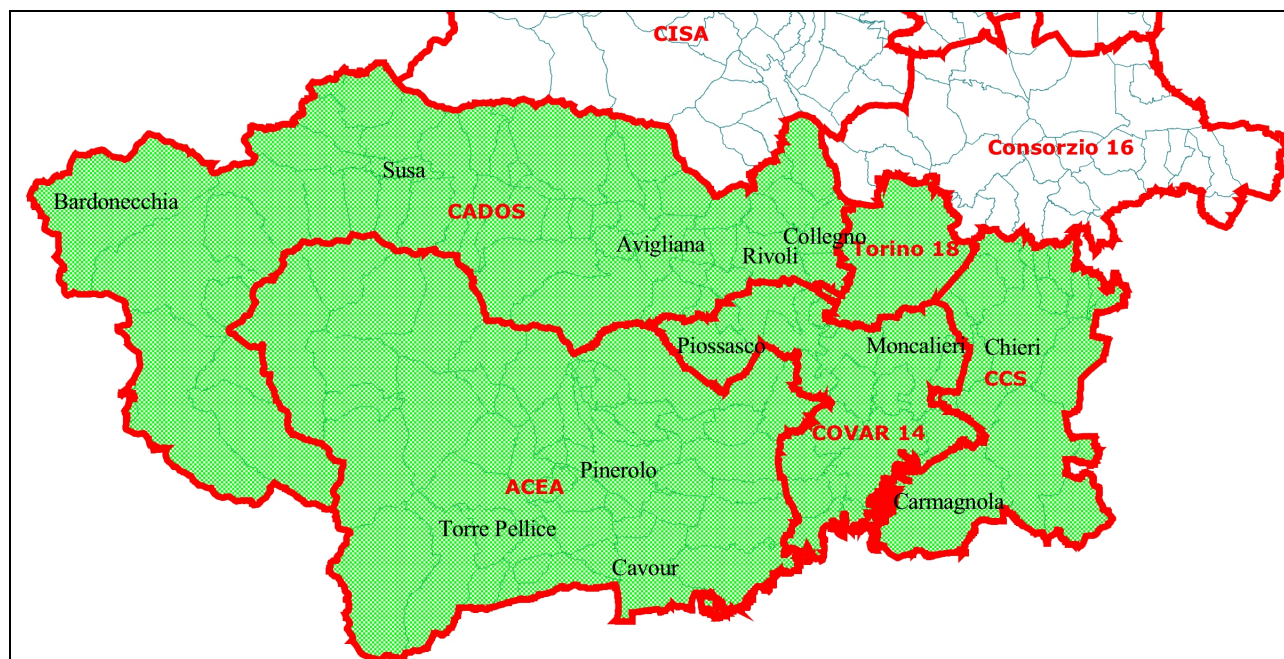 CISA
Consorzio 16
Susa
Bardonecchia
CADOS
Collegno
Avigliana
Torino 18
Rivoli
Piossasco
Moncalieri
Chieri
CCS
COVAR 14
Pinerolo
ACEA
Carmagnola
Torre Pellice
Cavour